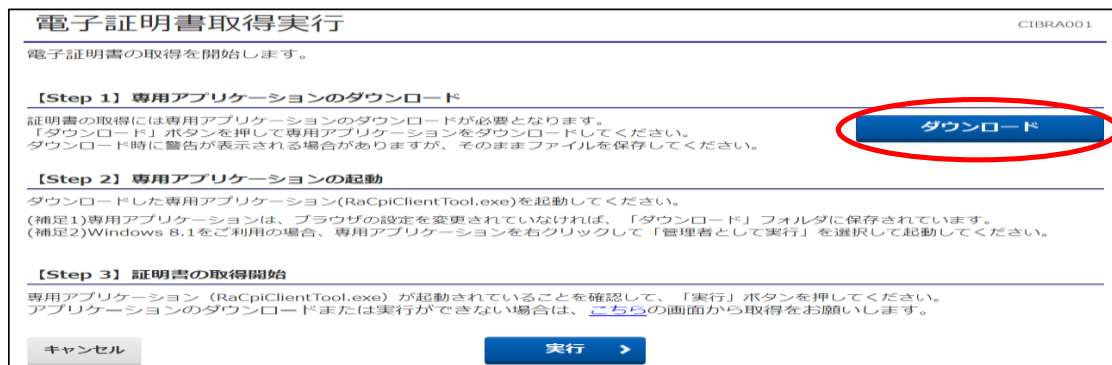 電子証明書取得実行
CIBRA001
電子証明書の取得を開始します。
【Step 1】専用アプリケーションのダウンロード
証明書の取得には専用アプリケーションのダウンロードが必要となります。
「ダウンロード」ボタンを押して専用アプリケーションをダウンロードしてください。
ダウンロード時に警告が表示される場合がありますが、そのままファイルを保存してください。
ダウンロード
【Step 2】専用アプリケーションの起動
ダウンロードした専用アプリケーション(RaCpiClientTool.exe)を起動してください。
(補足1)専用アプリケーションは、ブラウザの設定を変更されていなければ、「ダウンロード」フォルダに保存されています。
(補足2)Windows 8.1をご利用の場合、専用アプリケーションを右クリックして「管理者として実行」を選択して起動してください。
【Step 3】証明書の取得開始
専用アプリケーション（RaCpiClientTool.exe）が起動されていることを確認して、「実行」ボタンを押してください。
アプリケーションのダウンロードまたは実行ができない場合は、こちらの画面から取得をお願いします。
キャンセル
実行 >